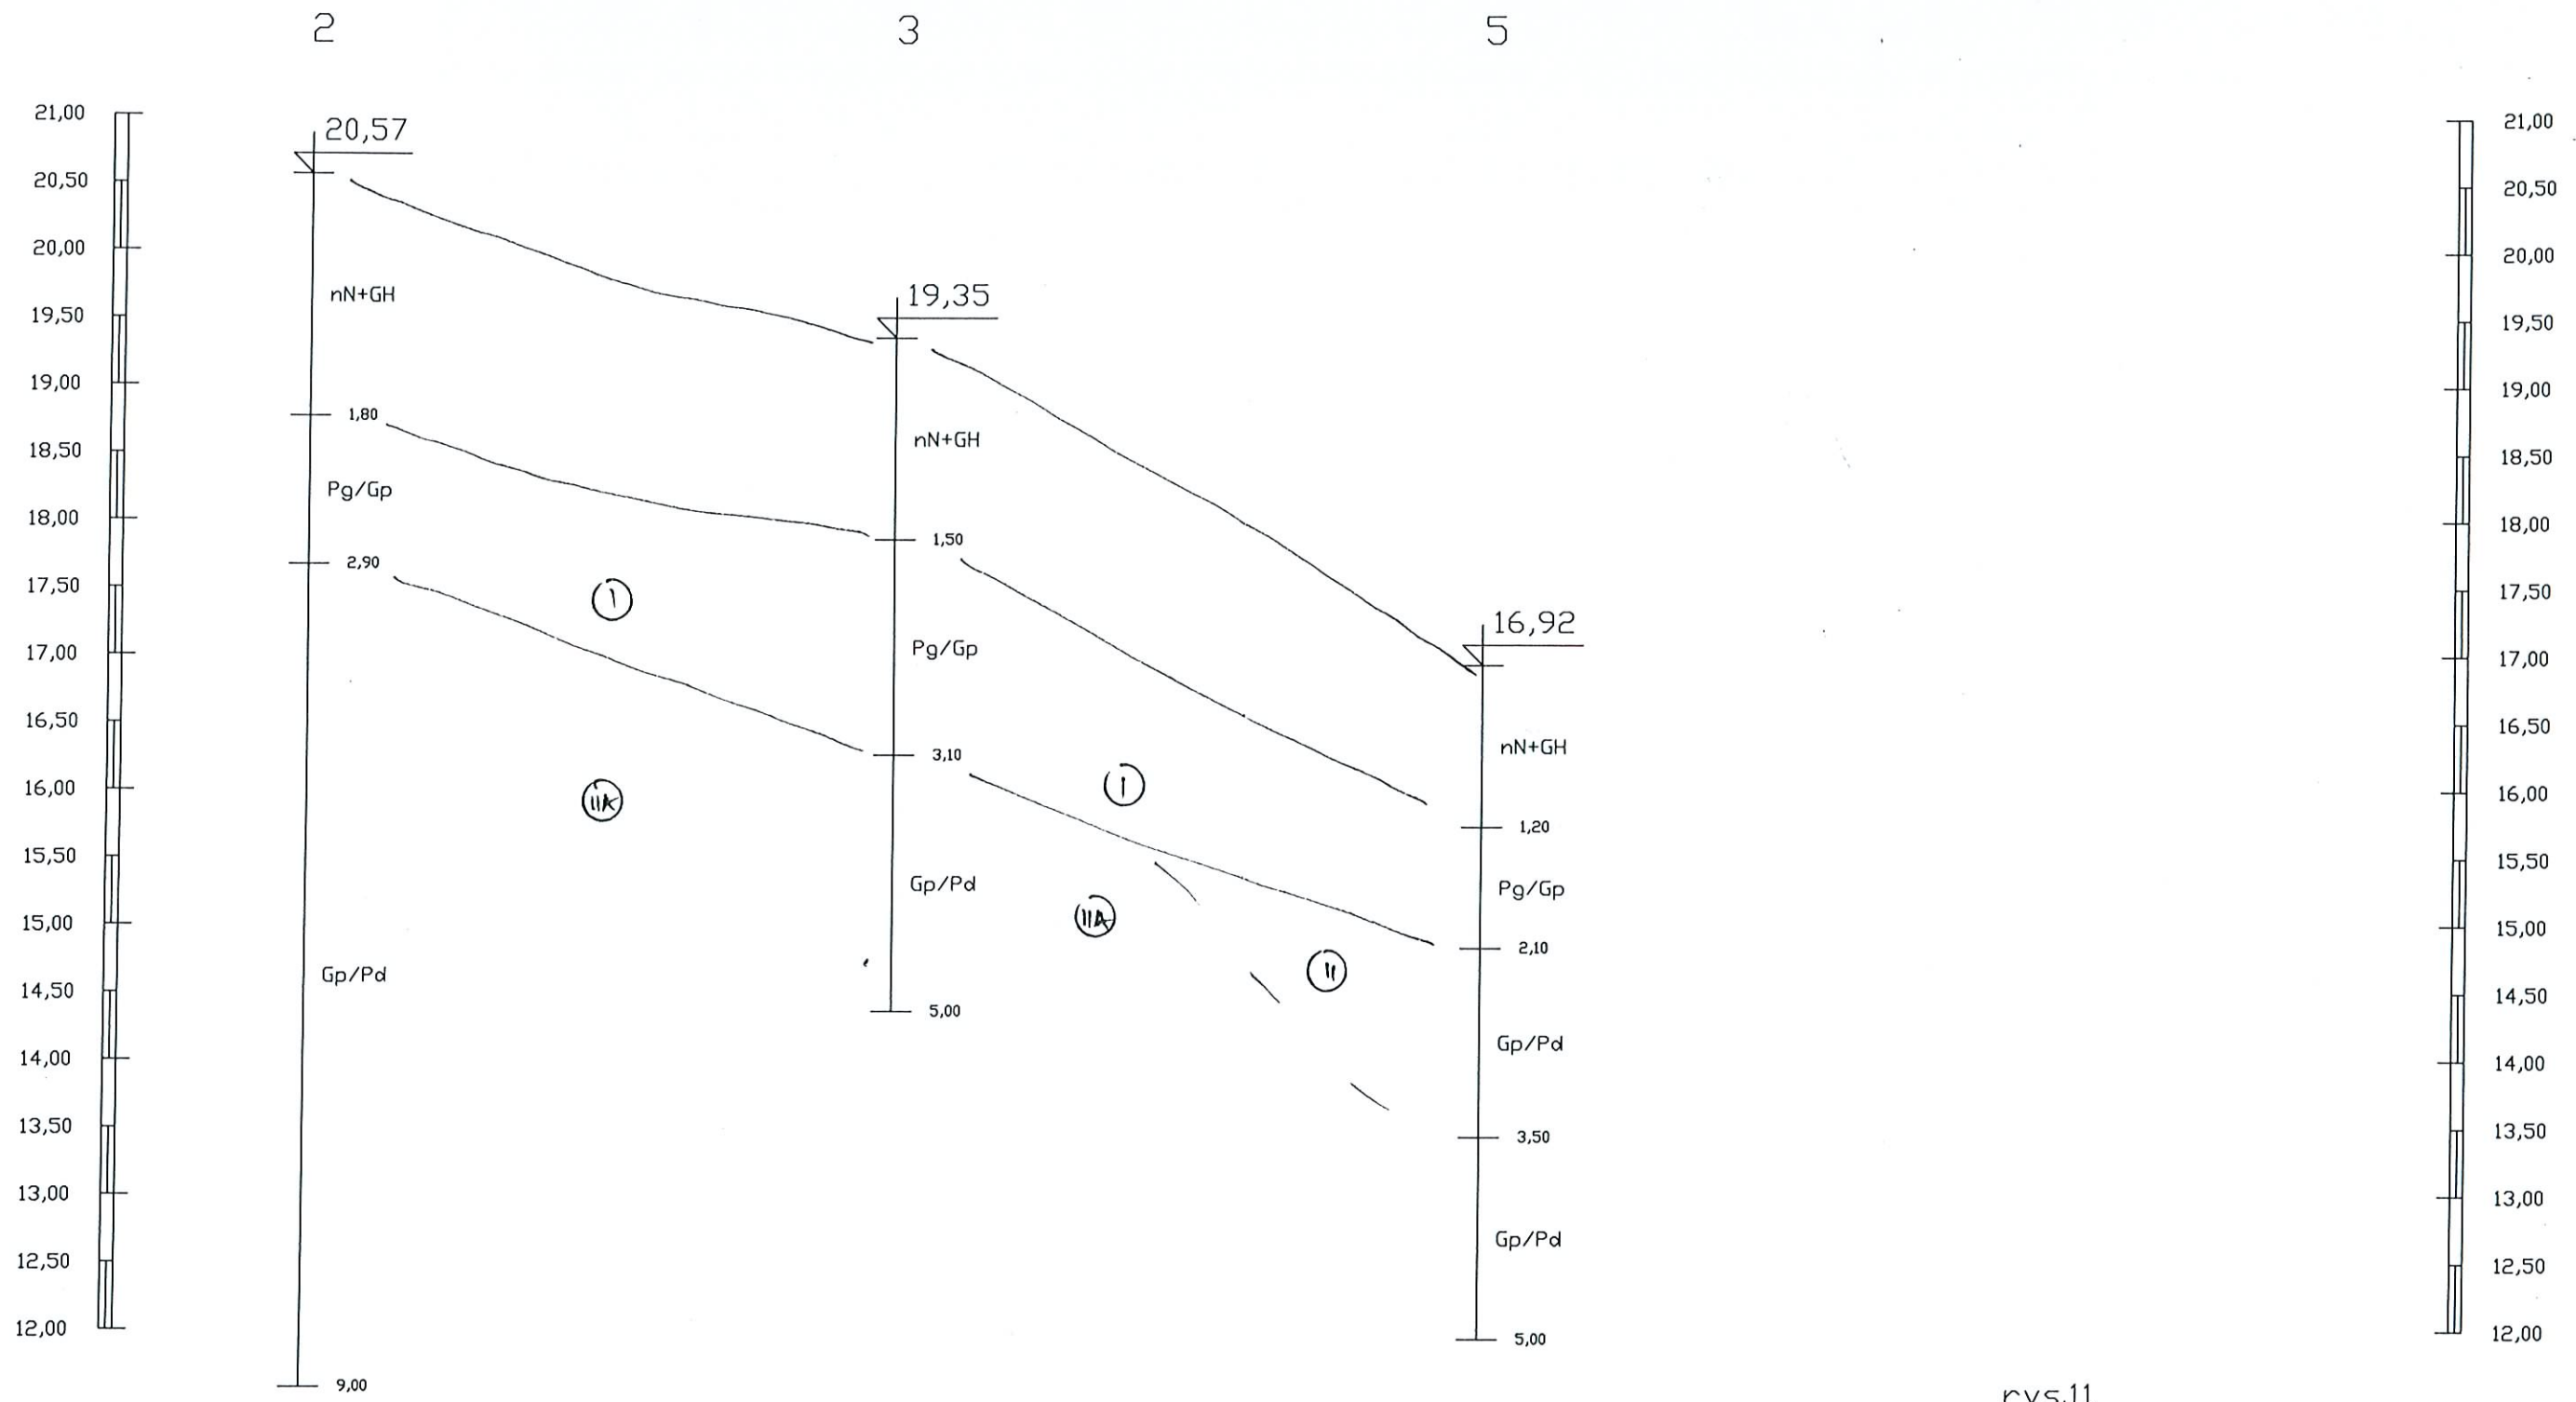 2 3 5
21,00 20,57 21,00
20,50 20,50
20,00 20,00
nN+GH
19,50 19,35 19,50
19,00 19,00
1,80 nN+GH
18,50 18,50
Pg/Gp
18,00 18,00
1,50
2,90
17,50 I 17,50
16,92
17,00 Pg/Gp 17,00
16,50 nN+GH 16,50
3,10
16,00 IIA I 16,00
1,20
15,50 Gp/Pd Pg/Gp 15,50
15,00 IIA 15,00
2,10
Gp/Pd II
14,50 5,00 14,50
Gp/Pd
14,00 14,00
13,50 3,50 13,50
13,00 13,00
Gp/Pd
12,50 12,50
12,00 5,00 12,00
9,00
rys.11